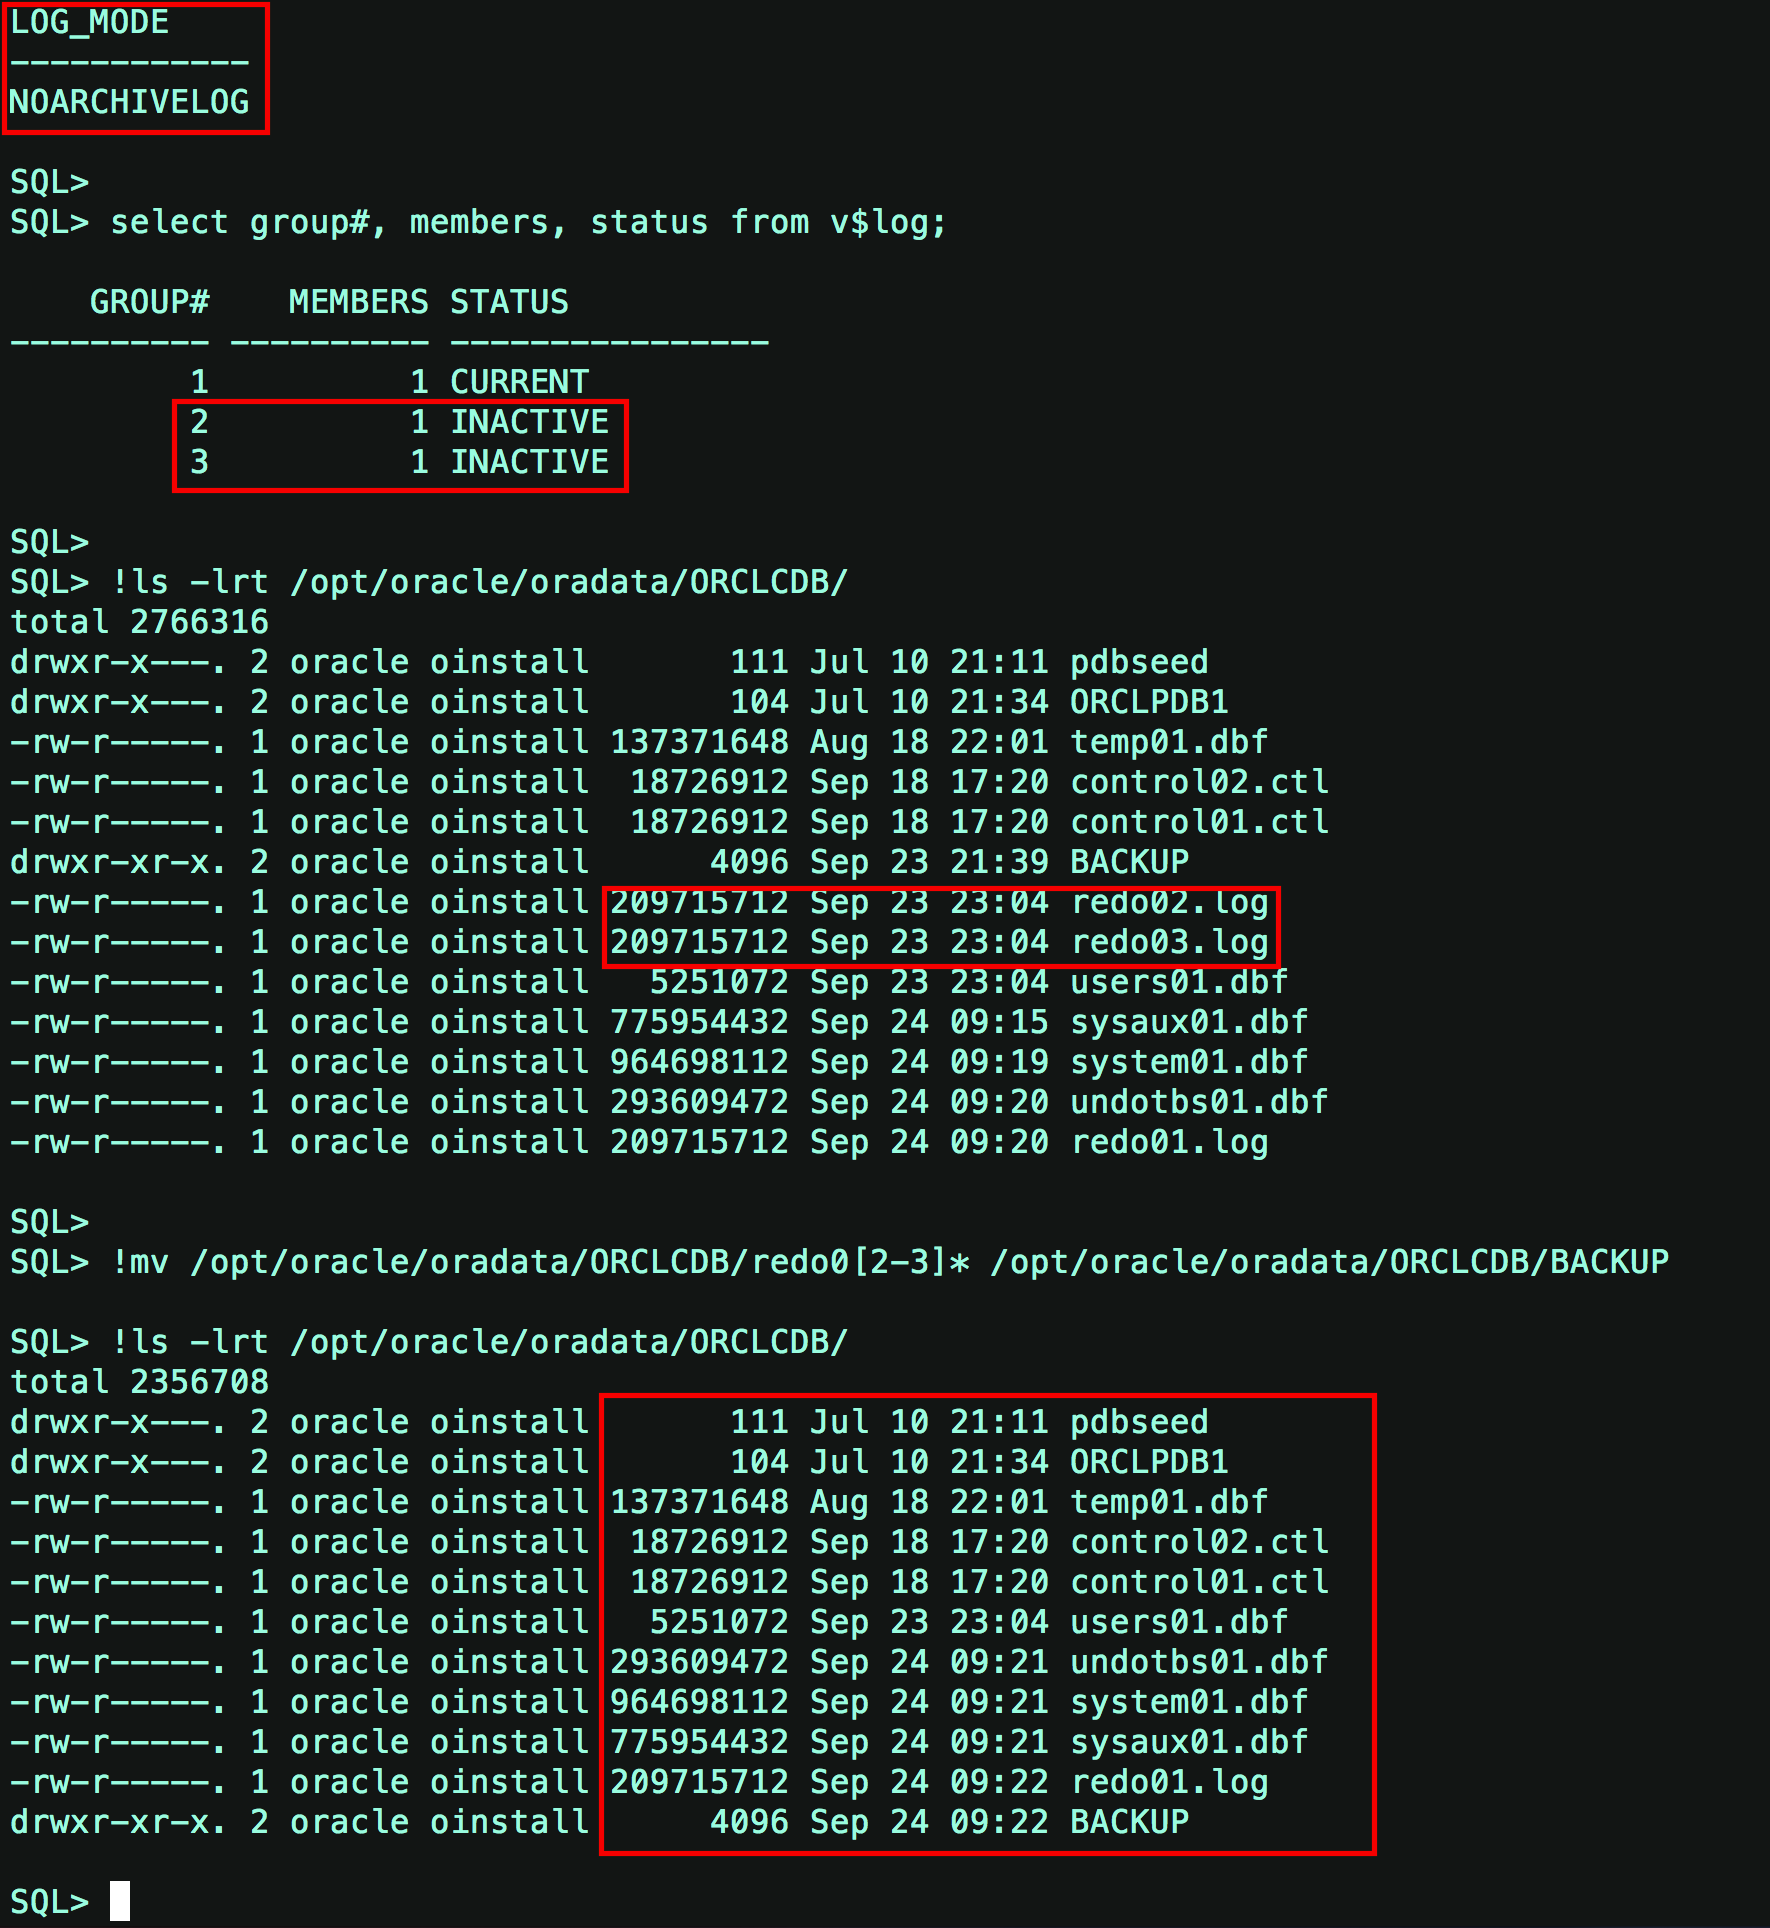 LOG_MODE
------------
NOARCHIVELOG
SQL>
SQL> select group#, members, status from v$log;
    GROUP#    MEMBERS STATUS
---------- ---------- ----------------
         1          1 CURRENT
         2          1 INACTIVE
         3          1 INACTIVE
SQL>
SQL> !ls -lrt /opt/oracle/oradata/ORCLCDB/
total 2766316
drwxr-x---. 2 oracle oinstall       111 Jul 10 21:11 pdbseed
drwxr-x---. 2 oracle oinstall       104 Jul 10 21:34 ORCLPDB1
-rw-r-----. 1 oracle oinstall 137371648 Aug 18 22:01 temp01.dbf
-rw-r-----. 1 oracle oinstall  18726912 Sep 18 17:20 control02.ctl
-rw-r-----. 1 oracle oinstall  18726912 Sep 18 17:20 control01.ctl
drwxr-xr-x. 2 oracle oinstall      4096 Sep 23 21:39 BACKUP
-rw-r-----. 1 oracle oinstall 209715712 Sep 23 23:04 redo02.log
-rw-r-----. 1 oracle oinstall 209715712 Sep 23 23:04 redo03.log
-rw-r-----. 1 oracle oinstall   5251072 Sep 23 23:04 users01.dbf
-rw-r-----. 1 oracle oinstall 775954432 Sep 24 09:15 sysaux01.dbf
-rw-r-----. 1 oracle oinstall 964698112 Sep 24 09:19 system01.dbf
-rw-r-----. 1 oracle oinstall 293609472 Sep 24 09:20 undotbs01.dbf
-rw-r-----. 1 oracle oinstall 209715712 Sep 24 09:20 redo01.log
SQL>
SQL> !mv /opt/oracle/oradata/ORCLCDB/redo0[2-3]* /opt/oracle/oradata/ORCLCDB/BACKUP
SQL> !ls -lrt /opt/oracle/oradata/ORCLCDB/
total 2356708
drwxr-x---. 2 oracle oinstall       111 Jul 10 21:11 pdbseed
drwxr-x---. 2 oracle oinstall       104 Jul 10 21:34 ORCLPDB1
-rw-r-----. 1 oracle oinstall 137371648 Aug 18 22:01 temp01.dbf
-rw-r-----. 1 oracle oinstall  18726912 Sep 18 17:20 control02.ctl
-rw-r-----. 1 oracle oinstall  18726912 Sep 18 17:20 control01.ctl
-rw-r-----. 1 oracle oinstall   5251072 Sep 23 23:04 users01.dbf
-rw-r-----. 1 oracle oinstall 293609472 Sep 24 09:21 undotbs01.dbf
-rw-r-----. 1 oracle oinstall 964698112 Sep 24 09:21 system01.dbf
-rw-r-----. 1 oracle oinstall 775954432 Sep 24 09:21 sysaux01.dbf
-rw-r-----. 1 oracle oinstall 209715712 Sep 24 09:22 redo01.log
drwxr-xr-x. 2 oracle oinstall      4096 Sep 24 09:22 BACKUP
SQL>